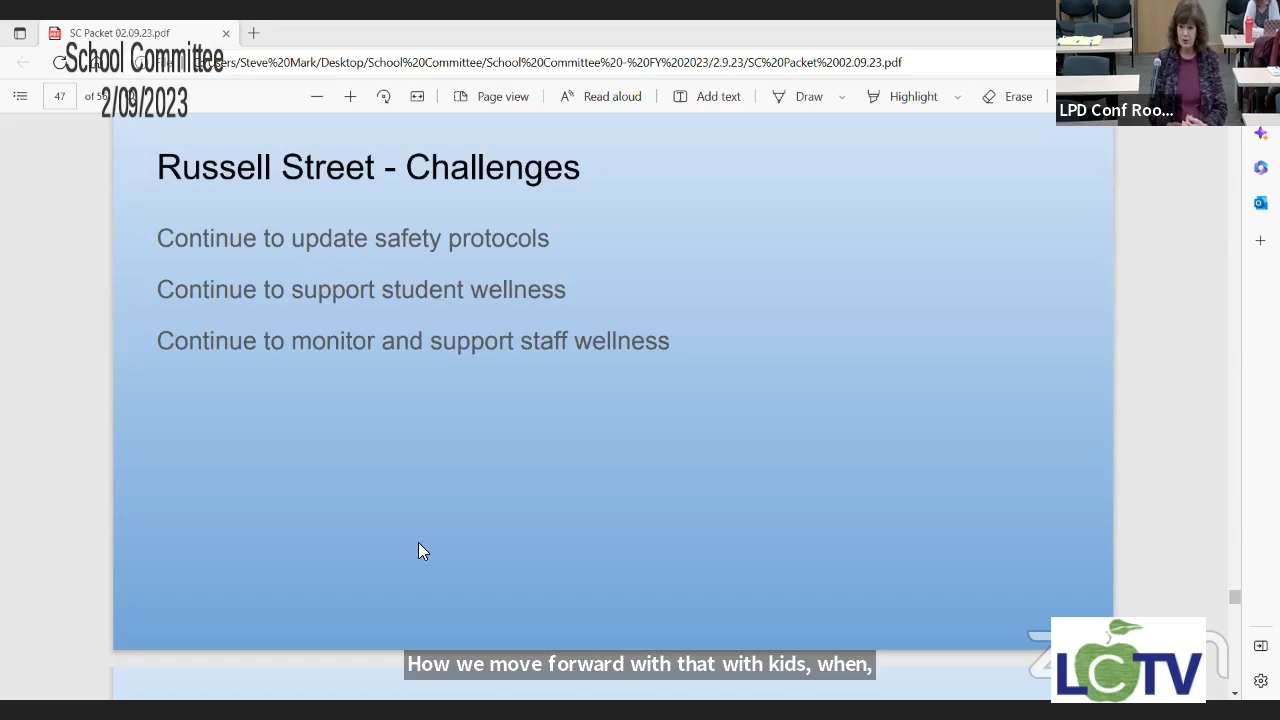 SC Packet 02.09.23.pdf
School Committee
2/09/2023
ers/Steve%20Mark/Desktop/School%20Committee/School%20Committee%20-%20FY%202023/2.9.23/SC%20Packet%2002.09.23.pdf
47
Page view
Read aloud
Add text
Draw
Highlight
Erase
LPD Conf Roo...
Russell Street - Challenges
Continue to update safety protocols
Continue to support student wellness
Continue to monitor and support staff wellness
How we move forward with that with kids, when,
LCTV